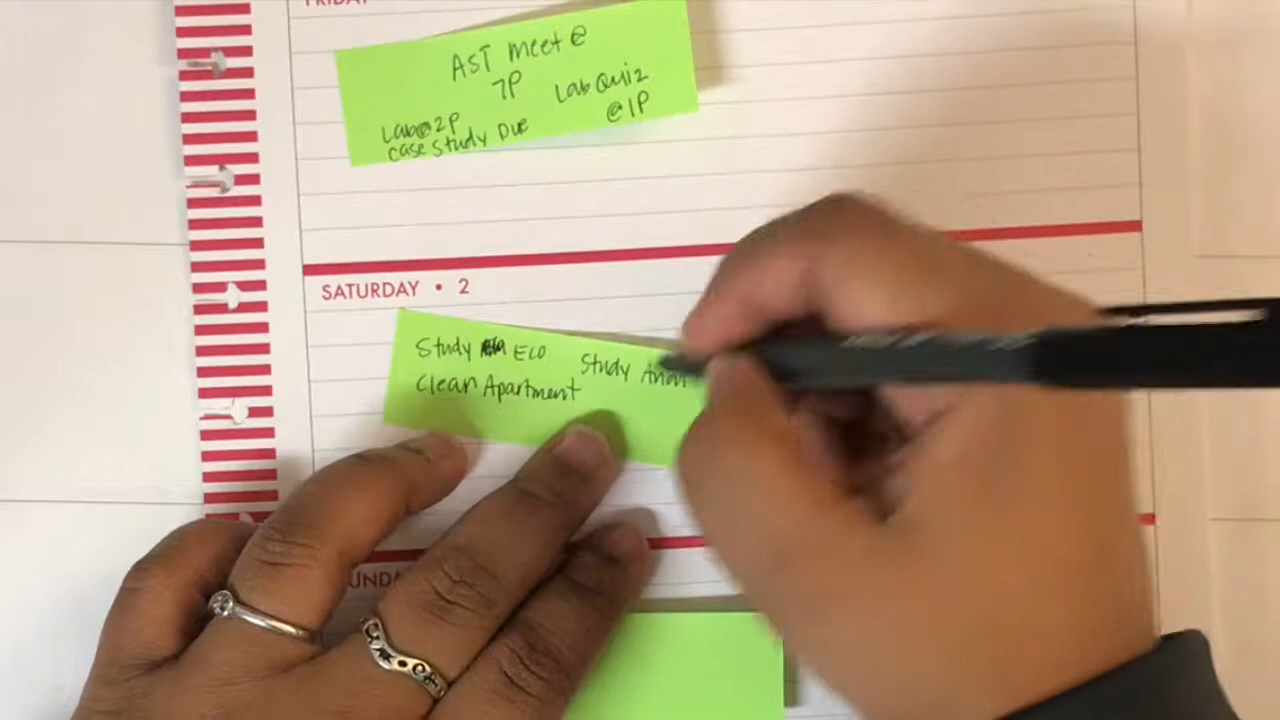 FRIDAY
AST Meet @
7P
Lab Quiz
@ 1P
Lab@2P
Case Study Due
SATURDAY • 2
Study ECO
Clean Apartment
Study